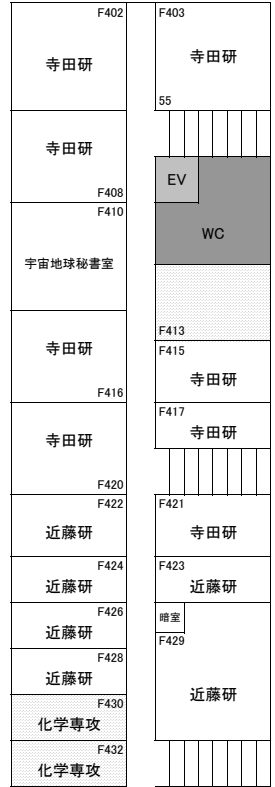 F402
寺田研
寺田研
F408
F410
宇宙地球秘書室
寺田研
F416
寺田研
F420
F422
近藤研
F424
近藤研
F426
近藤研
F428
近藤研
F430
化学専攻
F432
化学専攻
F403
寺田研
55
EV
WC
F413
F415
寺田研
F417
寺田研
F421
寺田研
F423
近藤研
暗室
F429
近藤研